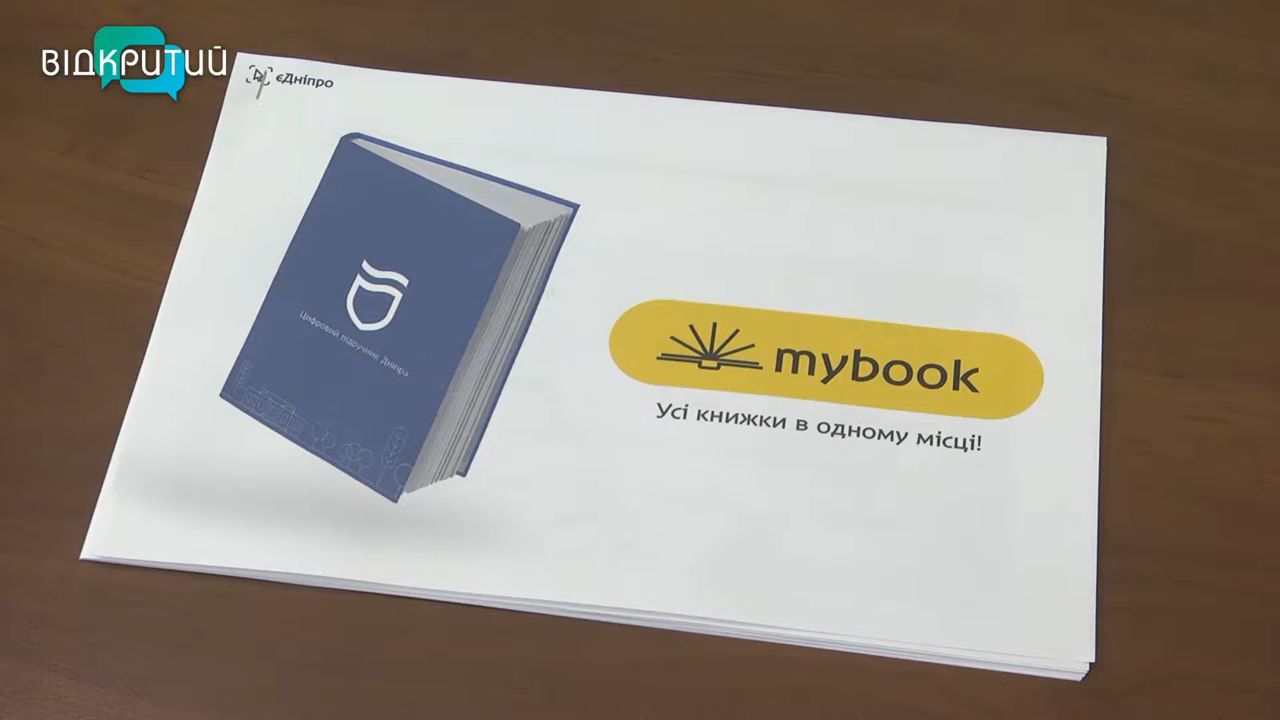 ВІДКРИТИЙ
єДніпро
Цифровий підручник Дніпра
mybook
Усі книжки в одному місці!